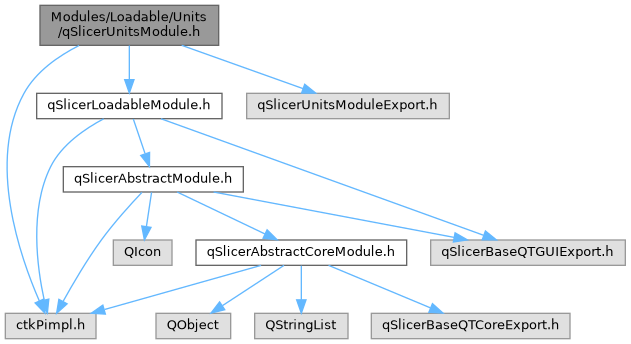 Modules/Loadable/Units
/qSlicerUnitsModule.h
qSlicerLoadableModule.h
qSlicerUnitsModuleExport.h
qSlicerAbstractModule.h
QIcon
qSlicerAbstractCoreModule.h
qSlicerBaseQTGUIExport.h
ctkPimpl.h
QObject
QStringList
qSlicerBaseQTCoreExport.h